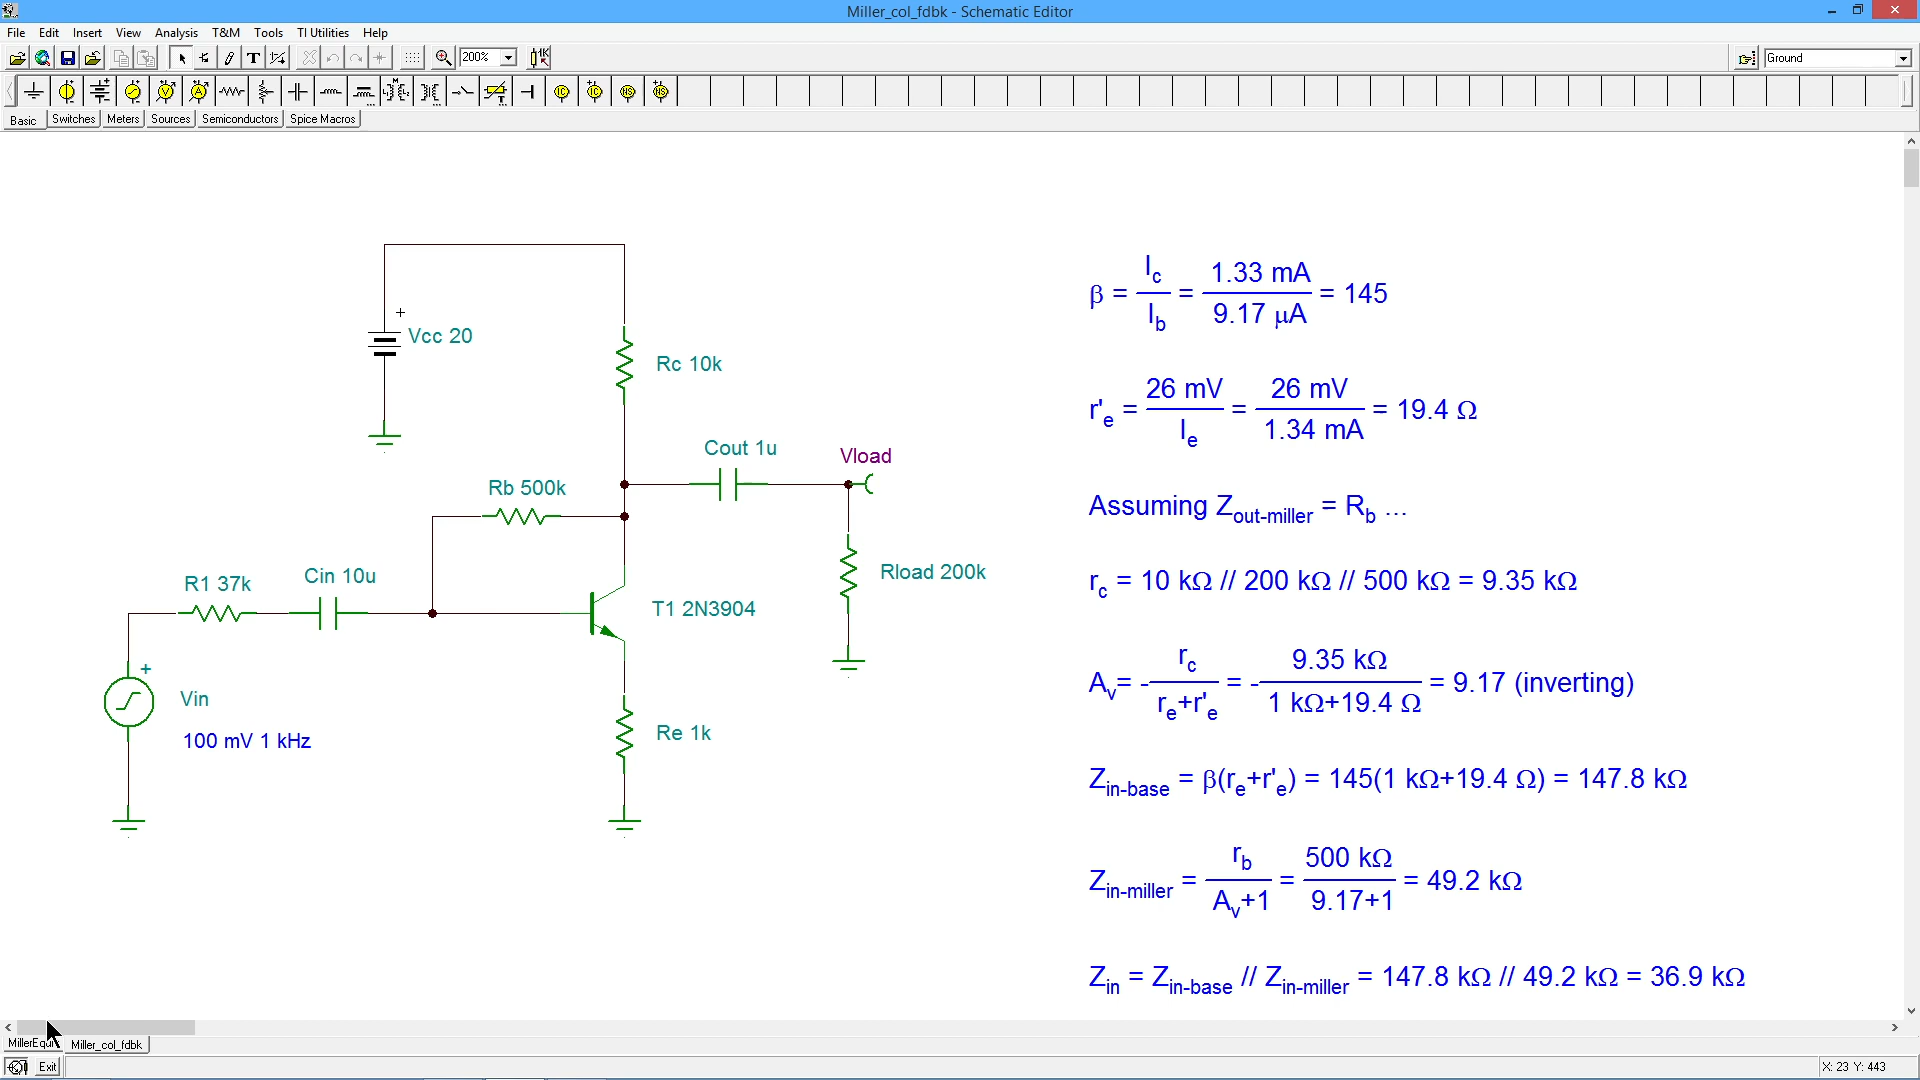 Miller_col_fdbk - Schematic Editor
File Edit Insert View Analysis T&M Tools TI Utilities Help
200%
Ground
Basic Switches Meters Sources Semiconductors Spice Macros
+
Vcc 20
Rc 10k
Cout 1u
Vload
Rb 500k
R1 37k
Cin 10u
T1 2N3904
Rload 200k
+
Vin
100 mV 1 kHz
Re 1k
β = Ic / Ib = 1.33 mA / 9.17 μA = 145
r'e = 26 mV / Ie = 26 mV / 1.34 mA = 19.4 Ω
Assuming Zout-miller = Rb ...
rc = 10 kΩ // 200 kΩ // 500 kΩ = 9.35 kΩ
Av= - rc / re+r'e = - 9.35 kΩ / 1 kΩ+19.4 Ω = 9.17 (inverting)
Zin-base = β(re+r'e) = 145(1 kΩ+19.4 Ω) = 147.8 kΩ
Zin-miller = rb / Av+1 = 500 kΩ / 9.17+1 = 49.2 kΩ
Zin = Zin-base // Zin-miller = 147.8 kΩ // 49.2 kΩ = 36.9 kΩ
Miller_col_fdbk
Exit
X: 23 Y: 443